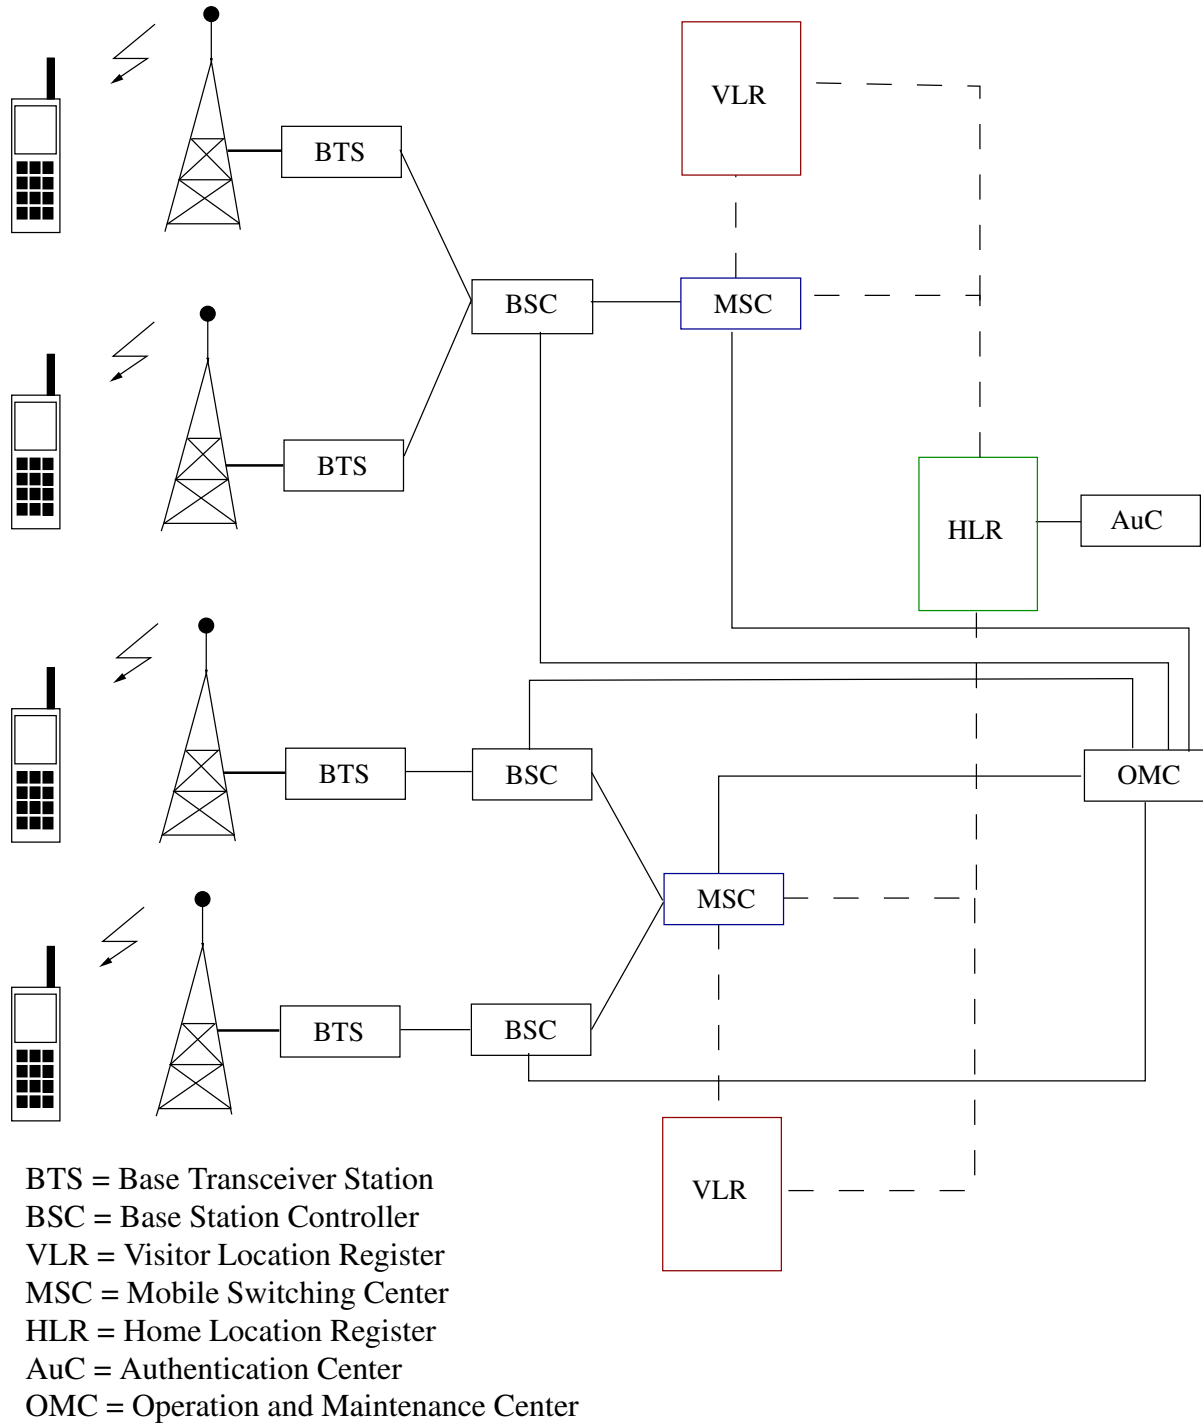 VLR
BTS
BSC
MSC
BTS
HLR
AuC
BTS
BSC
OMC
MSC
BTS
BSC
VLR
BTS = Base Transceiver Station
BSC = Base Station Controller
VLR = Visitor Location Register
MSC = Mobile Switching Center
HLR = Home Location Register
AuC = Authentication Center
OMC = Operation and Maintenance Center